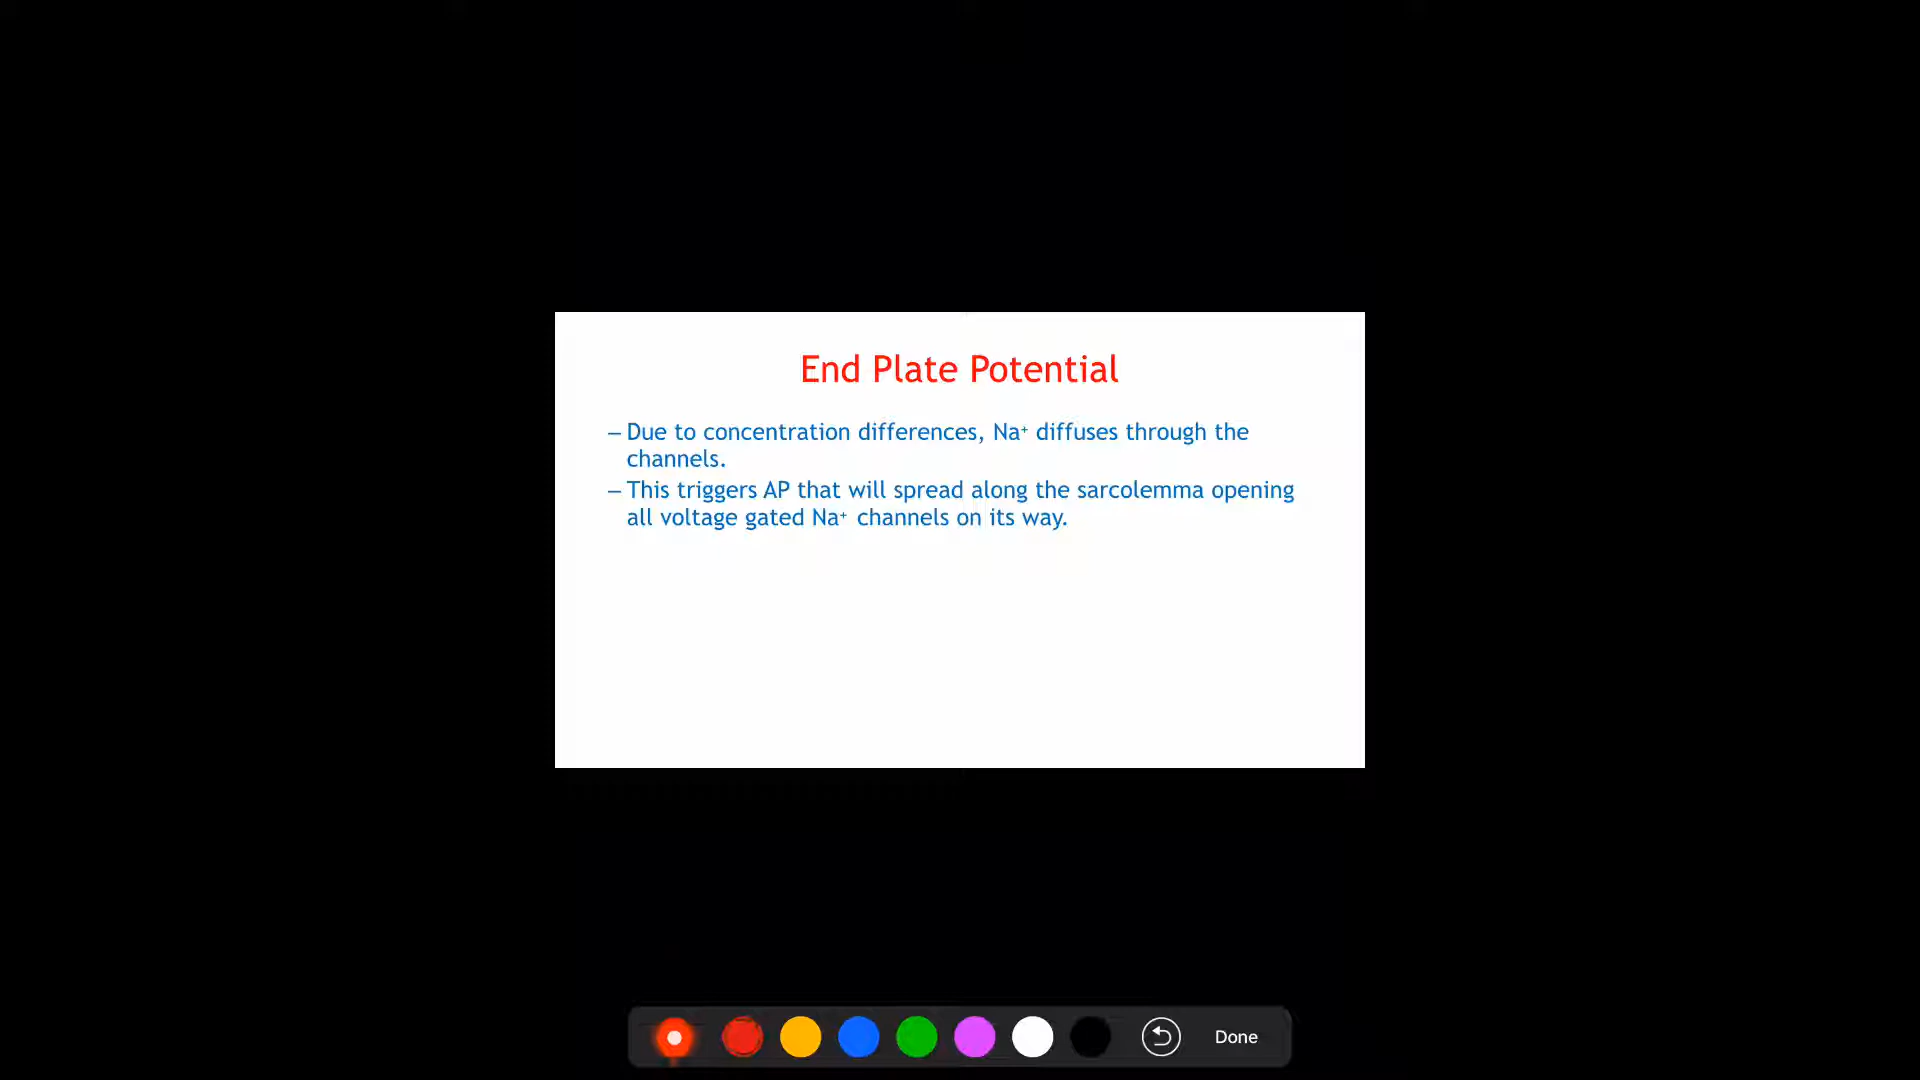 End Plate Potential
– Due to concentration differences, Na⁺ diffuses through the
channels.
– This triggers AP that will spread along the sarcolemma opening
all voltage gated Na⁺ channels on its way.
Done